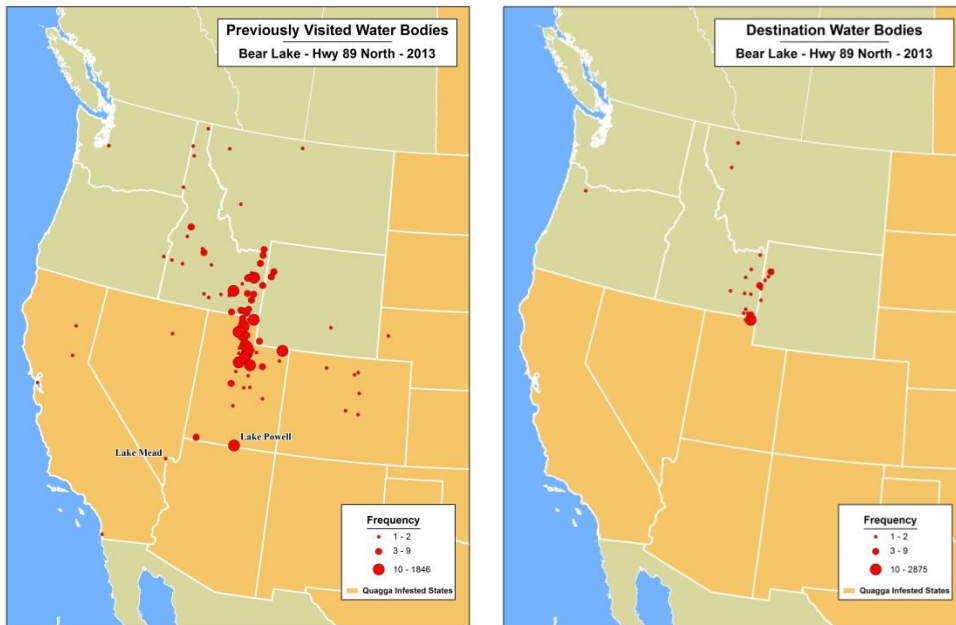 Previously Visited Water Bodies
Bear Lake - Hwy 89 North - 2013
Lake Powell
Lake Mead
Frequency
1 - 2
3 - 9
10 - 1846
Quagga Infested States
Destination Water Bodies
Bear Lake - Hwy 89 North - 2013
Frequency
1 - 2
3 - 9
10 - 2875
Quagga Infested States